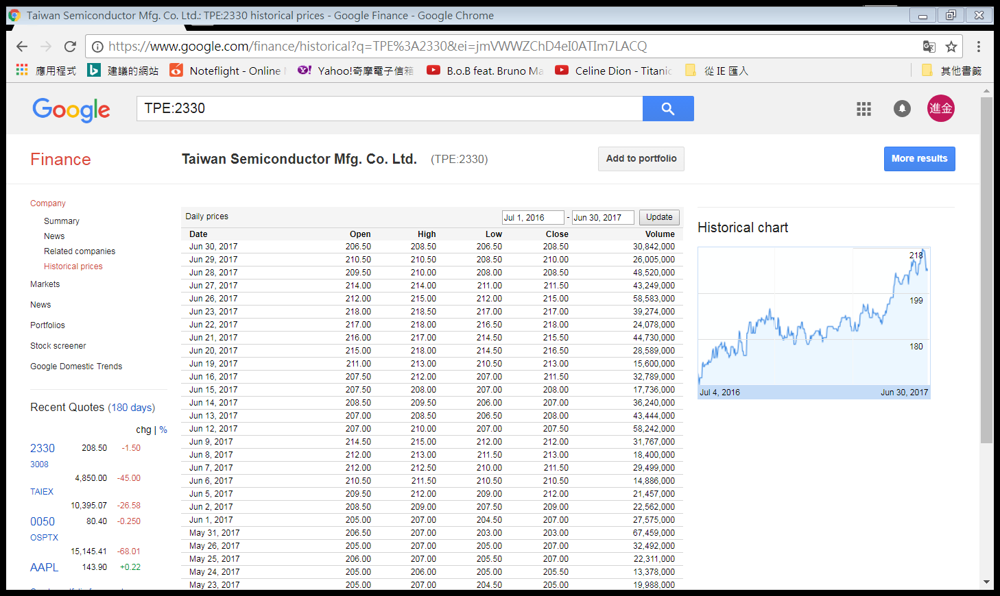 Taiwan Semiconductor Mfg. Co. Ltd.: TPE:2330 historical prices - Google Finance - Google Chrome
https://www.google.com/finance/historical?q=TPE%3A2330&ei=jmVWWZChD4eI0ATIm7LACQ
應用程式 建議的網站 Noteflight - Online Yahoo!奇摩電子信箱 B.o.B feat. Bruno Ma Celine Dion - Titanic 從 IE 匯入 其他書籤
Google TPE:2330 進金
Finance Taiwan Semiconductor Mfg. Co. Ltd. (TPE:2330) Add to portfolio More results
Company
Summary
News
Related companies
Historical prices
Markets
News
Portfolios
Stock screener
Google Domestic Trends
Recent Quotes (180 days)
chg | %
2330 208.50 -1.50
3008
4,850.00 -45.00
TAIEX
10,395.07 -26.58
0050 80.40 -0.250
OSPTX
15,145.41 -68.01
AAPL 143.90 +0.22
Daily prices Jul 1, 2016 - Jun 30, 2017 Update
Date Open High Low Close Volume
Jun 30, 2017 206.50 208.50 206.50 208.50 30,842,000
Jun 29, 2017 210.50 210.50 208.50 210.00 26,005,000
Jun 28, 2017 209.50 210.00 208.00 208.50 48,520,000
Jun 27, 2017 214.00 214.00 211.00 211.50 43,249,000
Jun 26, 2017 212.00 215.00 212.00 215.00 58,583,000
Jun 23, 2017 218.00 218.50 217.00 217.00 39,274,000
Jun 22, 2017 217.00 218.00 216.50 218.00 24,078,000
Jun 21, 2017 216.00 217.00 214.50 215.50 44,730,000
Jun 20, 2017 215.00 218.00 214.50 216.50 28,589,000
Jun 19, 2017 211.00 213.00 210.50 213.00 15,600,000
Jun 16, 2017 207.50 212.00 207.00 211.50 32,789,000
Jun 15, 2017 207.50 208.00 207.00 208.00 17,736,000
Jun 14, 2017 208.50 209.50 206.00 207.00 36,240,000
Jun 13, 2017 207.00 208.50 206.50 208.00 43,444,000
Jun 12, 2017 207.00 210.00 207.00 207.50 58,242,000
Jun 9, 2017 214.50 215.00 212.00 212.00 31,767,000
Jun 8, 2017 212.00 213.00 211.50 213.00 18,400,000
Jun 7, 2017 212.00 212.50 210.00 211.50 29,499,000
Jun 6, 2017 210.50 211.50 210.50 210.50 14,886,000
Jun 5, 2017 209.50 212.00 209.00 212.00 21,457,000
Jun 2, 2017 208.50 209.00 207.50 209.00 22,562,000
Jun 1, 2017 205.00 207.00 204.50 207.00 27,575,000
May 31, 2017 206.50 207.00 203.00 203.00 67,459,000
May 26, 2017 205.00 207.00 205.00 207.00 32,492,000
May 25, 2017 206.00 207.00 205.50 207.00 22,311,000
May 24, 2017 205.00 206.00 205.00 205.50 13,378,000
May 23, 2017 205.00 207.00 204.50 205.00 19,988,000
Historical chart
218
199
180
Jul 4, 2016 Jun 30, 2017